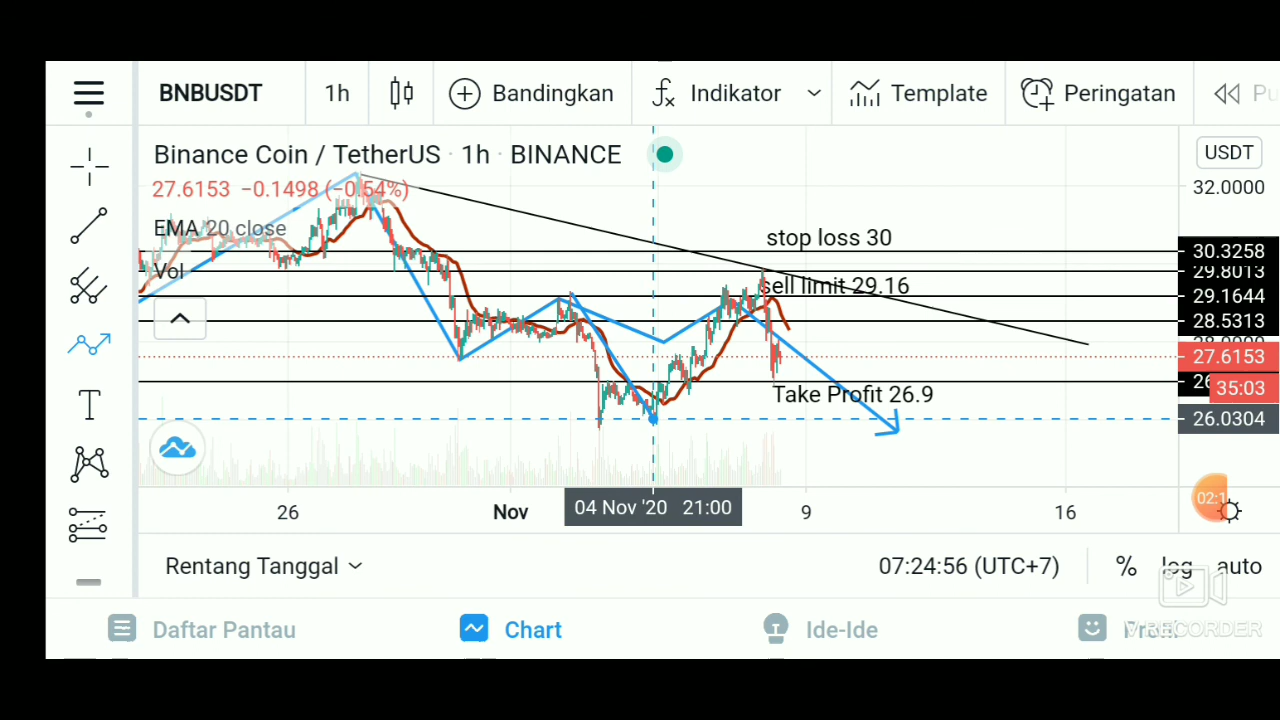 BNBUSDT 1h Bandingkan Indikator Template Peringatan
Binance Coin / TetherUS · 1h · BINANCE USDT
27.6153 −0.1498 (−0.54%) 32.0000
EMA 20 close
stop loss 30
30.3258
Vol 29.8013
sell limit 29.16
29.1644
28.5313
27.6153
35:03
Take Profit 26.9
26.0304
02:1
26 Nov 04 Nov '20 21:00 9 16
Rentang Tanggal 07:24:56 (UTC+7) % log auto
Daftar Pantau Chart Ide-Ide
V RECORDER